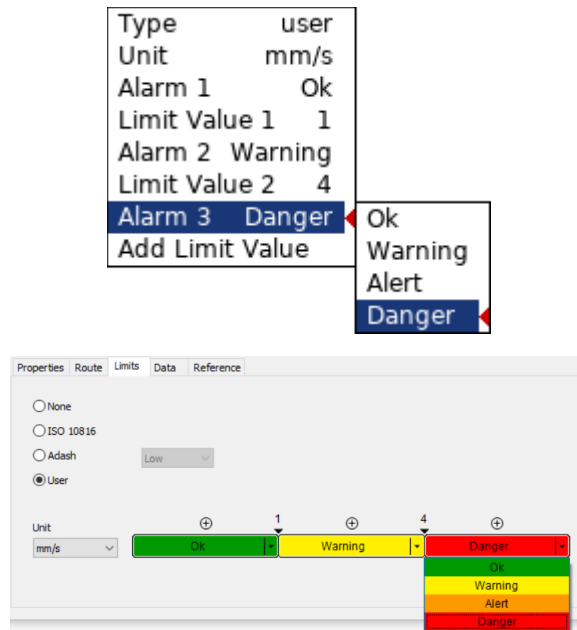 Type user
Unit mm/s
Alarm 1 Ok
Limit Value 1 1
Alarm 2 Warning
Limit Value 2 4
Alarm 3 Danger
Add Limit Value
Ok
Warning
Alert
Danger
Properties Route Limits Data Reference
None
ISO 10816
Adash Low
User
Unit 1 4
mm/s Ok Warning Danger
Ok
Warning
Alert
Danger